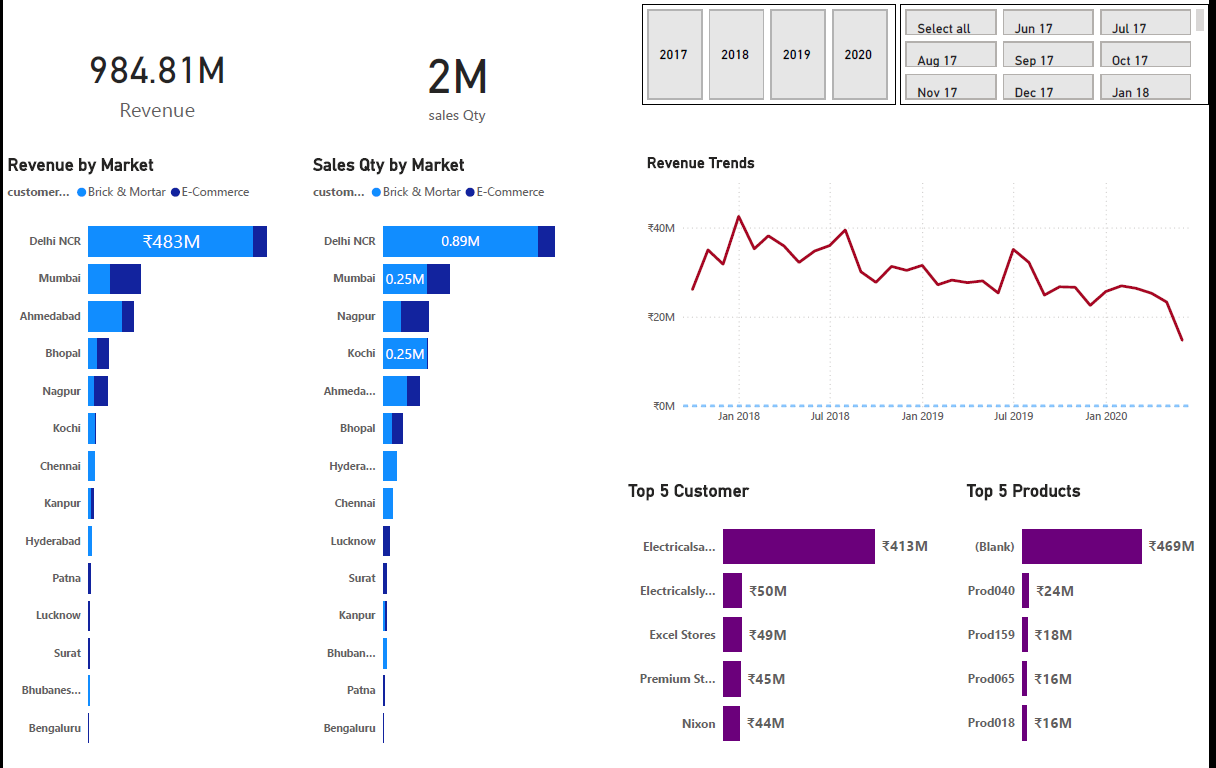 984.81M
Revenue
2M
sales Qty
2017
2018
2019
2020
Select all
Jun 17
Jul 17
Aug 17
Sep 17
Oct 17
Nov 17
Dec 17
Jan 18
Revenue by Market
customer... Brick & Mortar E-Commerce
Delhi NCR ₹483M
Mumbai
Ahmedabad
Bhopal
Nagpur
Kochi
Chennai
Kanpur
Hyderabad
Patna
Lucknow
Surat
Bhubanes...
Bengaluru
Sales Qty by Market
custom... Brick & Mortar E-Commerce
Delhi NCR 0.89M
Mumbai 0.25M
Nagpur
Kochi 0.25M
Ahmeda...
Bhopal
Hydera...
Chennai
Lucknow
Surat
Kanpur
Bhuban...
Patna
Bengaluru
Revenue Trends
₹40M
₹20M
₹0M
Jan 2018 Jul 2018 Jan 2019 Jul 2019 Jan 2020
Top 5 Customer
Electricalsa... ₹413M
Electricalsly... ₹50M
Excel Stores ₹49M
Premium St... ₹45M
Nixon ₹44M
Top 5 Products
(Blank) ₹469M
Prod040 ₹24M
Prod159 ₹18M
Prod065 ₹16M
Prod018 ₹16M